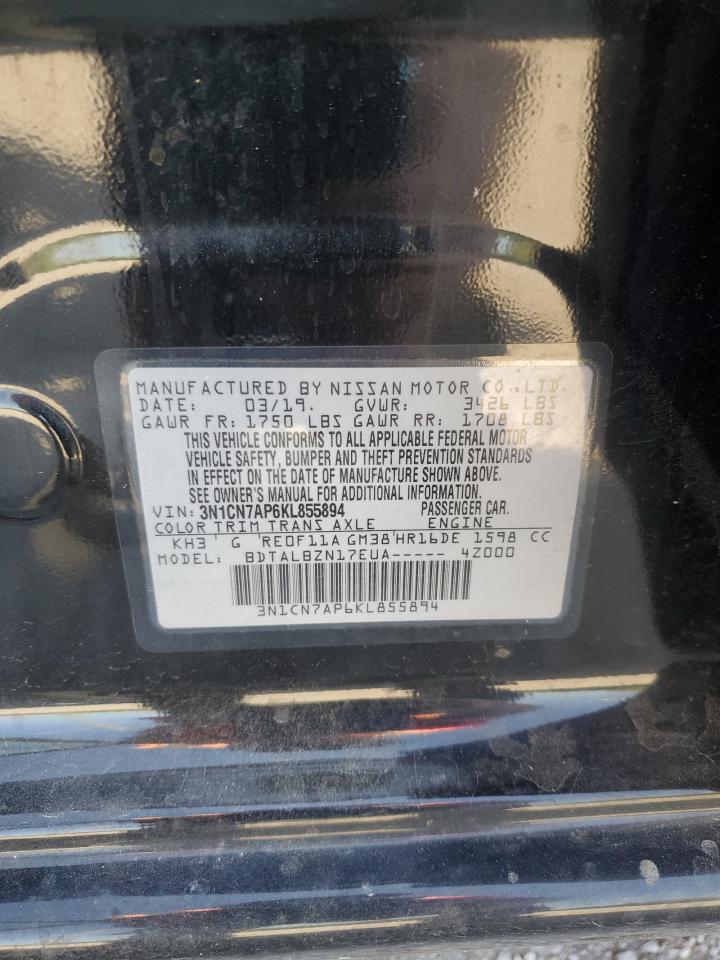 MANUFACTURED BY NISSAN MOTOR CO.,LTD.
DATE: 03/19. GVWR: 3426 LBS
GAWR FR: 1750 LBS GAWR RR: 1708 LBS
THIS VEHICLE CONFORMS TO ALL APPLICABLE FEDERAL MOTOR
VEHICLE SAFETY, BUMPER AND THEFT PREVENTION STANDARDS
IN EFFECT ON THE DATE OF MANUFACTURE SHOWN ABOVE.
SEE OWNER'S MANUAL FOR ADDITIONAL INFORMATION.
VIN: 3N1CN7AP6KL855894 PASSENGER CAR.
COLOR TRIM TRANS AXLE ENGINE
KH3 G RE0F11A GM38 HR16DE 1598 CC
MODEL: BDTALBZN17EUA----- 4Z000
3N1CN7AP6KL855894